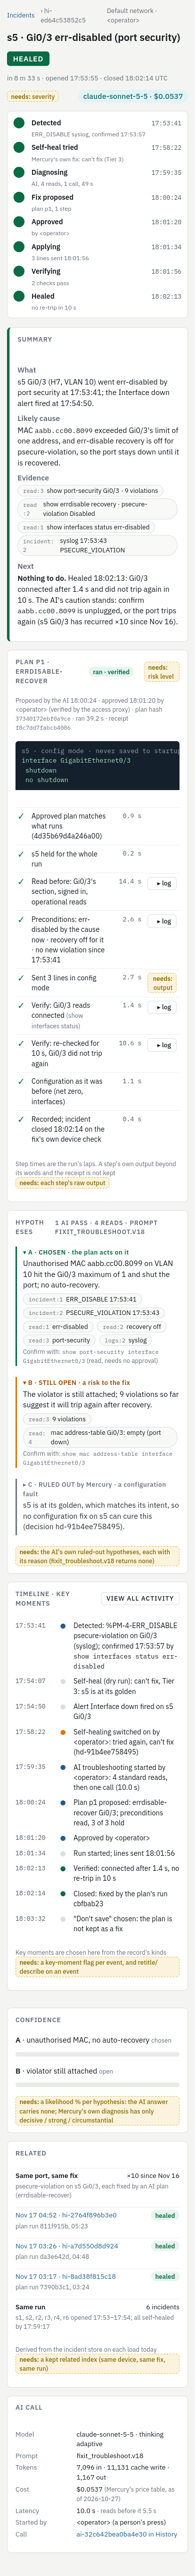 Incidents › hi-ed64c53852c5 Default network · <operator>
s5 · Gi0/3 err-disabled (port security)
HEALED
in 8 m 33 s · opened 17:53:55 · closed 18:02:14 UTC
needs: severity
claude-sonnet-5-5 · $0.0537
Detected 17:53:41
ERR_DISABLE syslog, confirmed 17:53:57
Self-heal tried 17:58:22
Mercury's own fix: can't fix (Tier 3)
Diagnosing 17:59:35
AI, 4 reads, 1 call, 49 s
Fix proposed 18:00:24
plan p1, 1 step
Approved 18:01:20
by <operator>
Applying 18:01:34
3 lines sent 18:01:56
Verifying 18:01:56
2 checks pass
Healed 18:02:13
no re-trip in 10 s
SUMMARY
What
s5 Gi0/3 (H7, VLAN 10) went err-disabled by
port security at 17:53:41; the Interface Down
alert fired at 17:54:50.
Likely cause
MAC aabb.cc00.8099 exceeded Gi0/3's limit of
one address, and err-disable recovery is off for
psecure-violation, so the port stays down until it
is recovered.
Evidence
read:3 show port-security Gi0/3 · 9 violations
read:2 show errdisable recovery · psecure-violation Disabled
read:1 show interfaces status err-disabled
incident:2 syslog 17:53:43 PSECURE_VIOLATION
Next
Nothing to do. Healed 18:02:13: Gi0/3
connected after 1.4 s, and did not trip again in
10 s. The AI's caution stands: confirm
aabb.cc00.8099 is unplugged, or the port trips
again (s5 Gi0/3 has recurred ×10 since Nov 16).
PLAN P1 · ERRDISABLE-RECOVER
ran · verified
needs: risk level
Proposed by the AI 18:00:24 · approved 18:01:20 by
<operator> (verified by the access proxy) · plan hash
37340172ebf8a9ce · ran 39.2 s · receipt
f8c7dd7fabc64986
s5 · config mode · never saved to startup
interface GigabitEthernet0/3
shutdown
no shutdown
✓ Approved plan matches what runs (4d35b69d4a246a00) 8.9 s
✓ s5 held for the whole run 0.2 s
✓ Read before: Gi0/3's section, signed in, operational reads 14.4 s ▸ log
✓ Preconditions: err-disabled by the cause now · recovery off for it · no new violation since 17:53:41 2.6 s ▸ log
✓ Sent 3 lines in config mode 2.7 s needs: output
✓ Verify: Gi0/3 reads connected (show interfaces status) 1.4 s ▸ log
✓ Verify: re-checked for 10 s, Gi0/3 did not trip again 10.6 s ▸ log
✓ Configuration as it was before (net zero, interfaces) 1.1 s
✓ Recorded; incident closed 18:02:14 on the fix's own device check 0.4 s
Step times are the run's laps. A step's own output beyond
its words and the receipt is not kept
needs: each step's raw output
HYPOTHESES
1 AI PASS · 4 READS · PROMPT FIXIT_TROUBLESHOOT.V18
▾ A · CHOSEN · the plan acts on it
Unauthorised MAC aabb.cc00.8099 on VLAN
10 hit the Gi0/3 maximum of 1 and shut the
port; no auto-recovery.
incident:1 ERR_DISABLE 17:53:41
incident:2 PSECURE_VIOLATION 17:53:43
read:1 err-disabled
read:2 recovery off
read:3 port-security
logs:2 syslog
Confirm with: show port-security interface
GigabitEthernet0/3 (read, needs no approval)
▾ B · STILL OPEN · a risk to the fix
The violator is still attached; 9 violations so far
suggest it will trip again after recovery.
read:3 9 violations
read:4 mac address-table Gi0/3: empty (port down)
Confirm with: show mac address-table interface
GigabitEthernet0/3
▸ C · RULED OUT by Mercury · a configuration
fault
s5 is at its golden, which matches its intent, so
no configuration fix on s5 can cure this
(decision hd-91b4ee758495).
needs: the AI's own ruled-out hypotheses, each with
its reason (fixit_troubleshoot.v18 returns none)
TIMELINE · KEY MOMENTS
VIEW ALL ACTIVITY
17:53:41 Detected: %PM-4-ERR_DISABLE psecure-violation on Gi0/3 (syslog); confirmed 17:53:57 by show interfaces status err-disabled
17:54:07 Self-heal (dry run): can't fix, Tier 3: s5 is at its golden
17:54:50 Alert Interface Down fired on s5 Gi0/3
17:58:22 Self-healing switched on by <operator>: tried again, can't fix (hd-91b4ee758495)
17:59:35 AI troubleshooting started by <operator>: 4 standard reads, then one call (10.0 s)
18:00:24 Plan p1 proposed: errdisable-recover Gi0/3; preconditions read, 3 of 3 hold
18:01:20 Approved by <operator>
18:01:34 Run started; lines sent 18:01:56
18:02:13 Verified: connected after 1.4 s, no re-trip in 10 s
18:02:14 Closed: fixed by the plan's run cbfbab23
18:03:32 "Don't save" chosen: the plan is not kept as a fix
Key moments are chosen here from the record's kinds
needs: a key-moment flag per event, and retitle/
describe on an event
CONFIDENCE
A · unauthorised MAC, no auto-recovery chosen
B · violator still attached open
needs: a likelihood % per hypothesis: the AI answer
carries none; Mercury's own diagnosis has only
decisive / strong / circumstantial
RELATED
Same port, same fix ×10 since Nov 16
psecure-violation on s5 Gi0/3, each fixed by an AI plan
(errdisable-recover)
Nov 17 04:52 · hi-2764f896b3e0 healed
plan run 811f915b, 05:23
Nov 17 03:26 · hi-a7d550d8d924 healed
plan run da3e642d, 04:48
Nov 17 03:17 · hi-8ad38f815c18 healed
plan run 7390b3c1, 03:24
Same run 6 incidents
s1, s2, r2, r3, r4, r6 opened 17:53–17:54; all self-healed
by 17:59:17
Derived from the incident store on each load today
needs: a kept related index (same device, same fix,
same run)
AI CALL
Model claude-sonnet-5-5 · thinking adaptive
Prompt fixit_troubleshoot.v18
Tokens 7,096 in · 11,131 cache write · 1,167 out
Cost $0.0537 (Mercury's price table, as of 2026-10-27)
Latency 10.0 s · reads before it 5.5 s
Started by <operator> (a person's press)
Call ai-32c642bea0ba4e30 in History